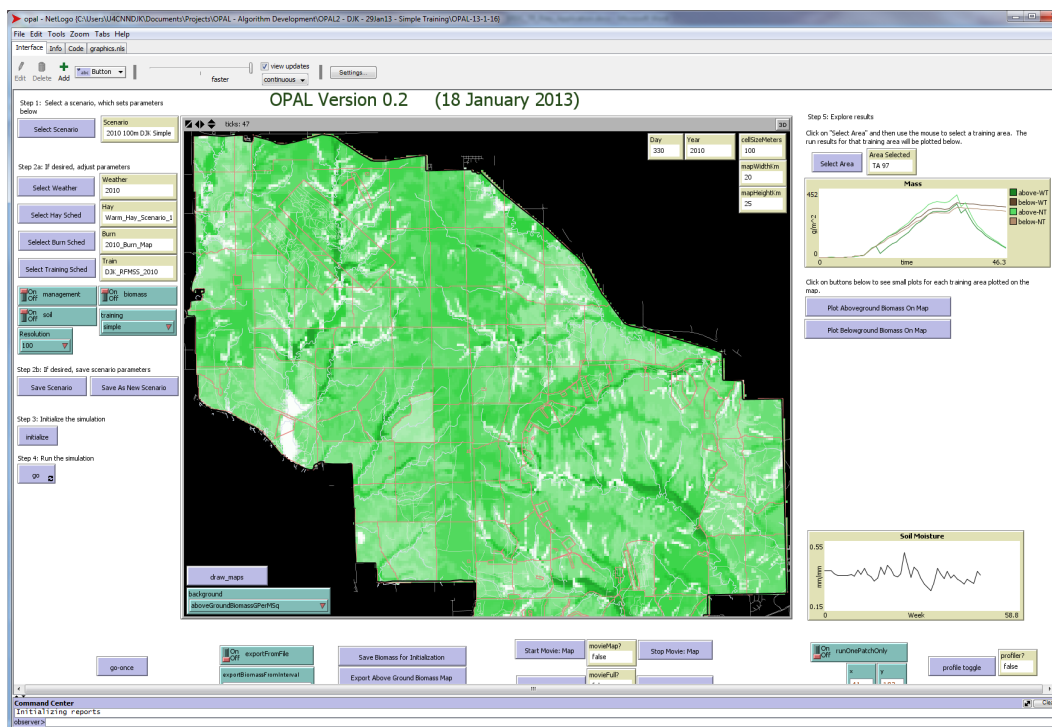 opal - NetLogo {C:\Users\U4CNNDJK\Documents\Projects\OPAL - Algorithm Development\OPAL2 - DJK - 29Jan13 - Simple Training\OPAL-13-1-16}
File Edit Tools Zoom Tabs Help
Interface Info Code graphics.nls
Edit Delete Add
abc Button
faster
view updates
continuous
Settings...
OPAL Version 0.2 (18 January 2013)
Step 1: Select a scenario, which sets parameters
below
Select Scenario
Scenario
2010 100m DJK Simple
Step 2a: If desired, adjust parameters
Select Weather
Weather
2010
Select Hay Sched
Hay
Warm_Hay_Scenario_1
Selelect Burn Sched
Burn
2010_Burn_Map
Select Training Sched
Train
DJK_RFMSS_2010
On
Off
management
On
Off
biomass
On
Off
soil
training
simple
Resolution
100
Step 2b: If desired, save scenario parameters
Save Scenario
Save As New Scenario
Step 3: Initialize the simulation
initialize
Step 4: Run the simulation
go
ticks: 47
3D
Day
330
Year
2010
cellSizeMeters
100
mapWidthKm
20
mapHeightKm
25
draw_maps
background
aboveGroundBiomassGPerMSq
Step 5: Explore results
Click on "Select Area" and then use the mouse to select a training area. The
run results for that training area will be plotted below.
Select Area
Area Selected
TA 97
Mass
452
g/m^2
0
0
time
46.3
above-WT
below-WT
above-NT
below-NT
Click on buttons below to see small plots for each training area plotted on the
map.
Plot Aboveground Biomass On Map
Plot Belowground Biomass On Map
Soil Moisture
0.55
mm/mm
0.15
0
Week
58.8
go-once
On
Off
exportFromFile
exportBiomassFromInterval
Save Biomass for Initialization
Export Above Ground Biomass Map
Start Movie: Map
movieMap?
false
Stop Movie: Map
movieFull?
On
Off
runOnePatchOnly
x
y
profile toggle
profiler?
false
Command Center
Clear
Initializing reports
observer>